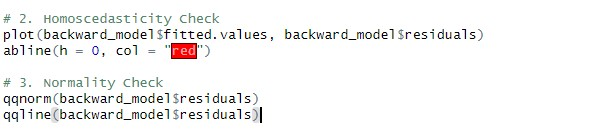 # 2. Homoscedasticity Check
plot(backward_model$fitted.values, backward_model$residuals)
abline(h = 0, col = "red")
# 3. Normality Check
qqnorm(backward_model$residuals)
qqline(backward_model$residuals)